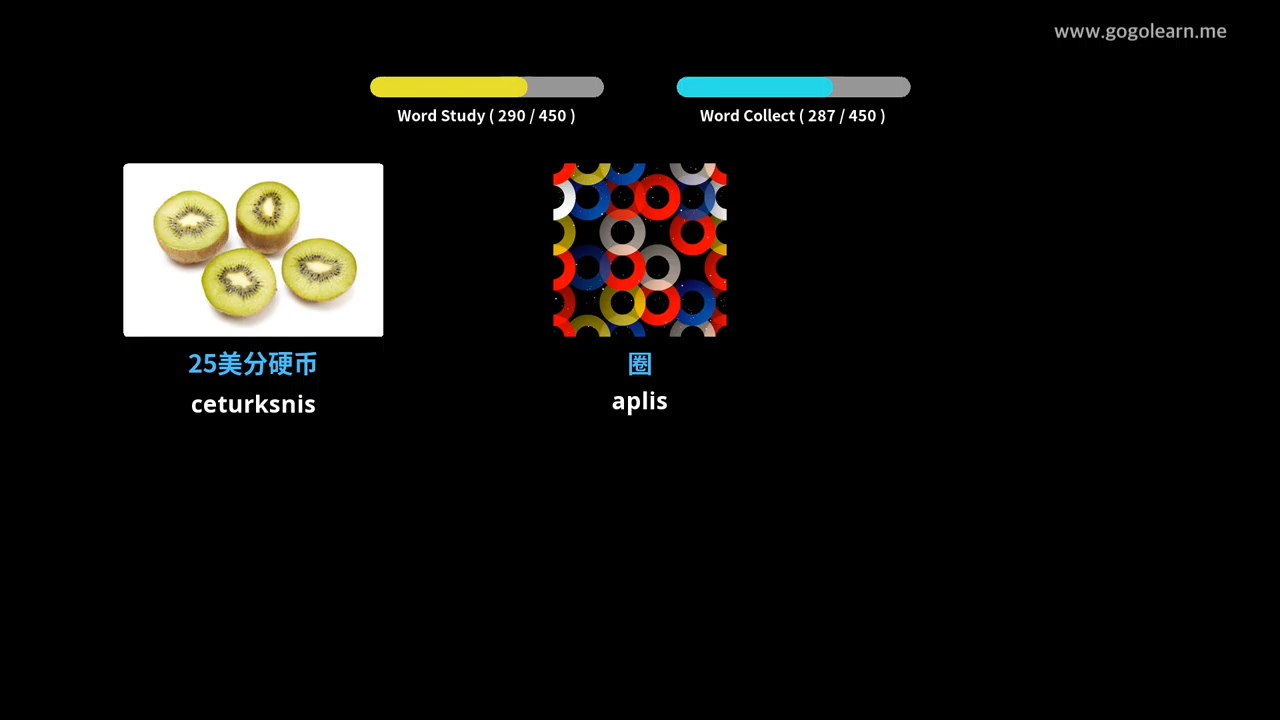 www.gogolearn.me
Word Study ( 290 / 450 )
Word Collect ( 287 / 450 )
25美分硬币
ceturksnis
圈
aplis